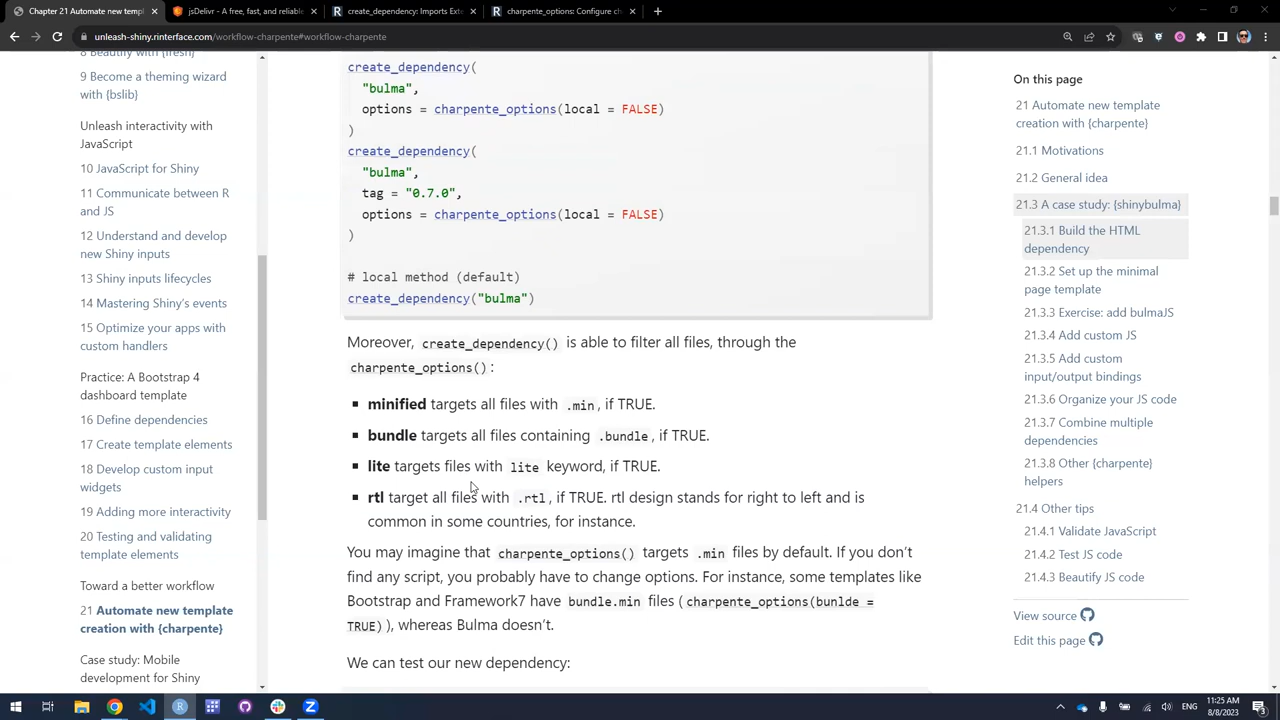 Chapter 21 Automate new templ
jsDelivr - A free, fast, and reliable
create_dependency: Imports Exte
charpente_options: Configure ch
unleash-shiny.rinterface.com/workflow-charpente#workflow-charpente
8 Beautify with {fresh}
9 Become a theming wizard
with {bslib}
Unleash interactivity with
JavaScript
10 JavaScript for Shiny
11 Communicate between R
and JS
12 Understand and develop
new Shiny inputs
13 Shiny inputs lifecycles
14 Mastering Shiny's events
15 Optimize your apps with
custom handlers
Practice: A Bootstrap 4
dashboard template
16 Define dependencies
17 Create template elements
18 Develop custom input
widgets
19 Adding more interactivity
20 Testing and validating
template elements
Toward a better workflow
21 Automate new template
creation with {charpente}
Case study: Mobile
development for Shiny
create_dependency(
"bulma",
options = charpente_options(local = FALSE)
)
create_dependency(
"bulma",
tag = "0.7.0",
options = charpente_options(local = FALSE)
)
# local method (default)
create_dependency("bulma")
Moreover, create_dependency() is able to filter all files, through the
charpente_options() :
▪ minified targets all files with .min, if TRUE.
▪ bundle targets all files containing .bundle, if TRUE.
▪ lite targets files with lite keyword, if TRUE.
▪ rtl target all files with .rtl, if TRUE. rtl design stands for right to left and is
common in some countries, for instance.
You may imagine that charpente_options() targets .min files by default. If you don't
find any script, you probably have to change options. For instance, some templates like
Bootstrap and Framework7 have bundle.min files (charpente_options(bunlde =
TRUE)), whereas Bulma doesn't.
We can test our new dependency:
On this page
21 Automate new template
creation with {charpente}
21.1 Motivations
21.2 General idea
21.3 A case study: {shinybulma}
21.3.1 Build the HTML
dependency
21.3.2 Set up the minimal
page template
21.3.3 Exercise: add bulmaJS
21.3.4 Add custom JS
21.3.5 Add custom
input/output bindings
21.3.6 Organize your JS code
21.3.7 Combine multiple
dependencies
21.3.8 Other {charpente}
helpers
21.4 Other tips
21.4.1 Validate JavaScript
21.4.2 Test JS code
21.4.3 Beautify JS code
View source
Edit this page
11:25 AM
8/8/2023